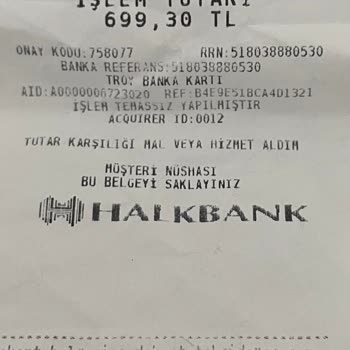 İŞLEM TUTARI
699,30 TL
ONAY KODU:758077 RRN:518038880530
BANKA REFERANS:518038880530
TROY BANKA KARTI
AID:A0000006723020 REF:B4E9E51BCA4D1321
İŞLEM TEMASSIZ YAPILMIŞTIR
ACQUIRER ID:0012
TUTAR KARŞILIĞI MAL VEYA HİZMET ALDIM
MÜŞTERİ NÜSHASI
BU BELGEYİ SAKLAYINIZ
HALKBANK